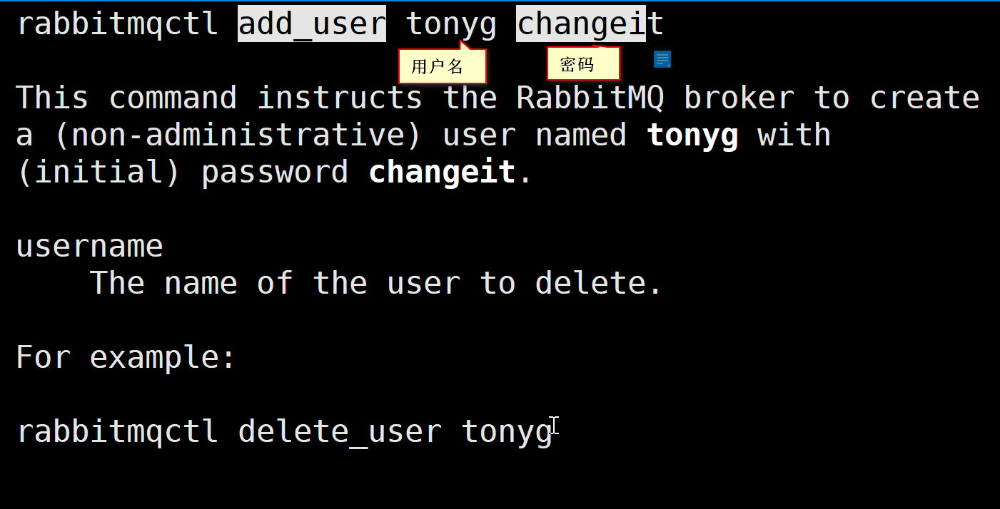 rabbitmqctl add_user tonyg changeit
用户名
密码
This command instructs the RabbitMQ broker to create
a (non-administrative) user named tonyg with
(initial) password changeit.
username
The name of the user to delete.
For example:
rabbitmqctl delete_user tonyg